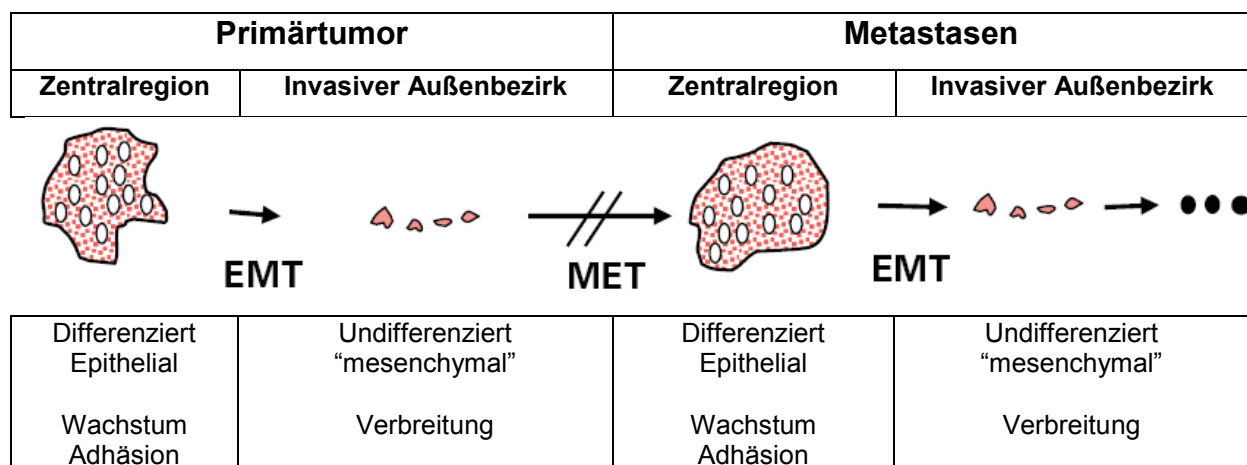 Primärtumor Metastasen
Zentralregion Invasiver Außenbezirk Zentralregion Invasiver Außenbezirk
EMT MET EMT
Differenziert Undifferenziert Differenziert Undifferenziert
Epithelial “mesenchymal” Epithelial “mesenchymal”
Wachstum Verbreitung Wachstum Verbreitung
Adhäsion Adhäsion